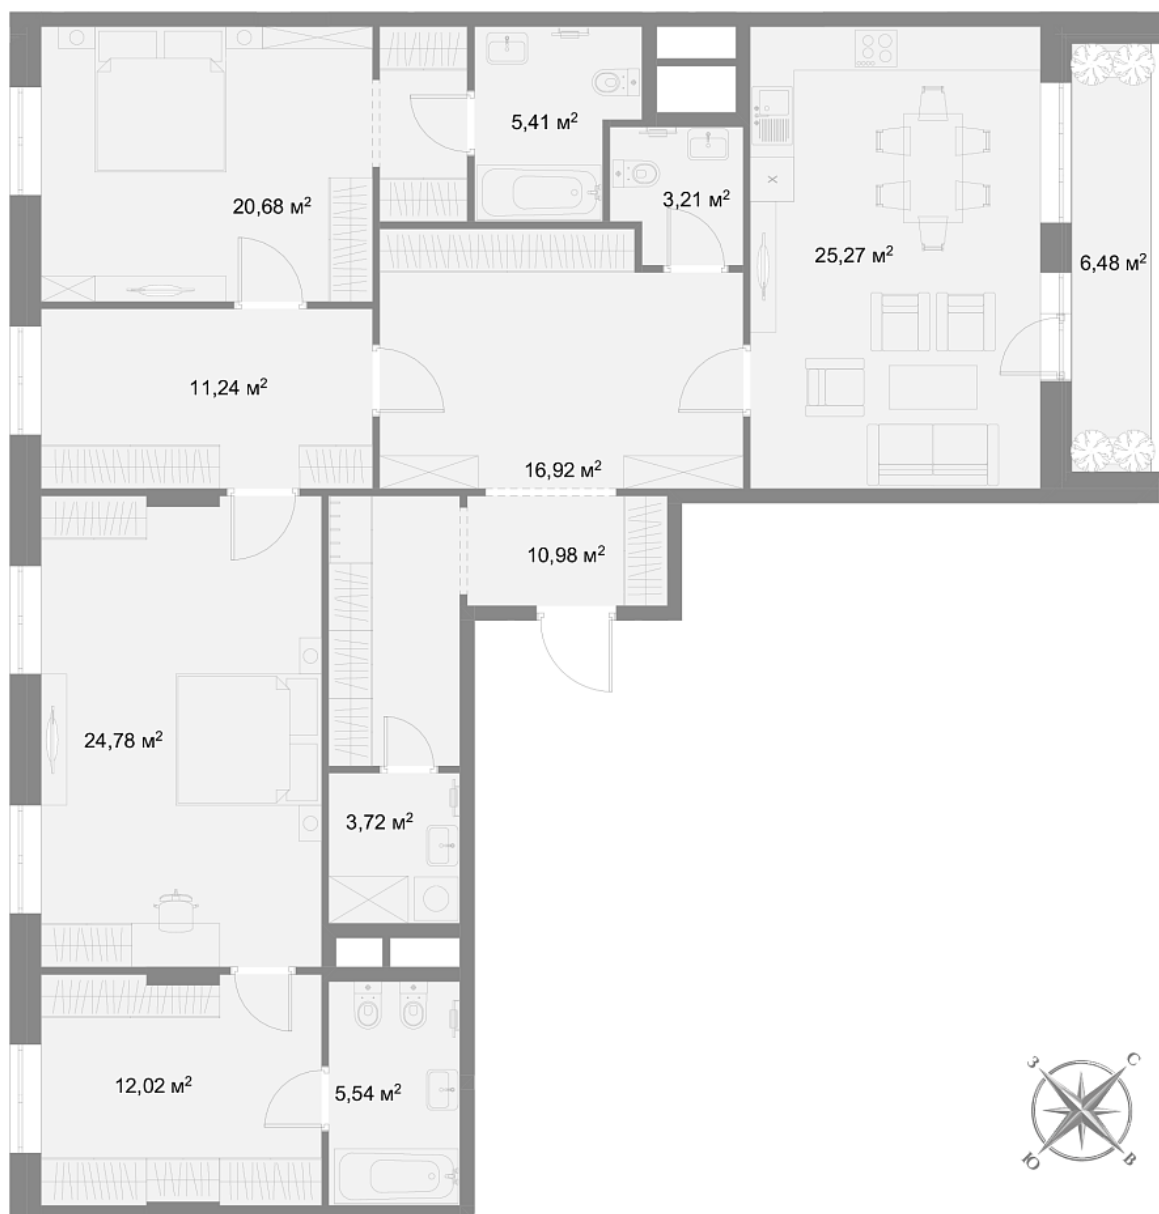 5,41 м²
3,21 м²
20,68 м²
X
25,27 м²
6,48 м²
11,24 м²
16,92 м²
10,98 м²
24,78 м²
3,72 м²
12,02 м²
5,54 м²
З
С
Ю
В